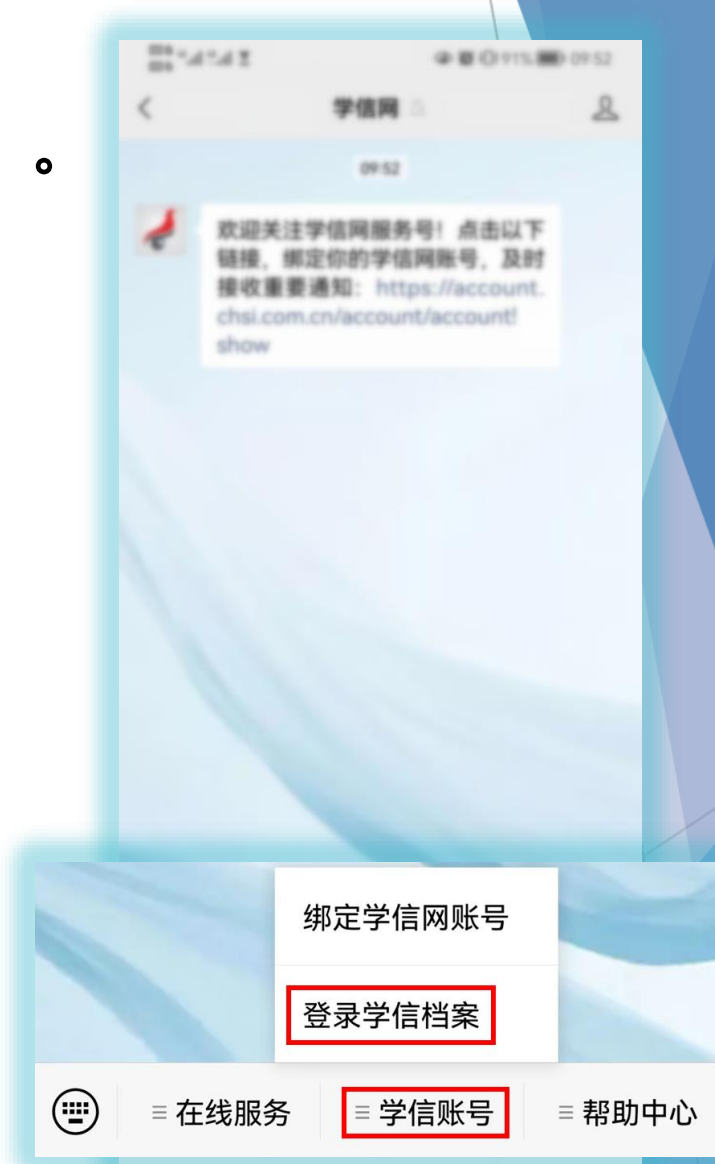 91% 09:52
学信网
09:52
欢迎关注学信网服务号！点击以下
链接，绑定你的学信网账号，及时
接收重要通知：https://account.
chsi.com.cn/account/account!
show
绑定学信网账号
登录学信档案
≡ 在线服务
≡ 学信账号
≡ 帮助中心